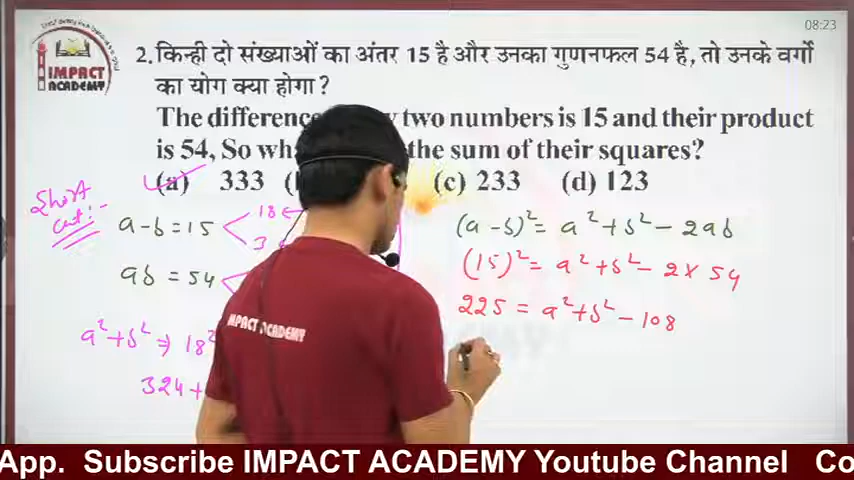 08:23
IMPACT
ACADEMY
2. किन्ही दो संख्याओं का अंतर 15 है और उनका गुणनफल 54 है, तो उनके वर्गो
का योग क्या होगा ?
The difference two numbers is 15 and their product
is 54, So the sum of their squares?
(a) 333 (c) 233 (d) 123
Short
cut:-
a-b=15 18
3
ab = 54
a²+b² ⇒ 18²
324+
(a-b)² = a²+b²-2ab
(15)² = a²+b²-2×54
225 = a²+b²-108
IMPACT ACADEMY
App. Subscribe IMPACT ACADEMY Youtube Channel Co